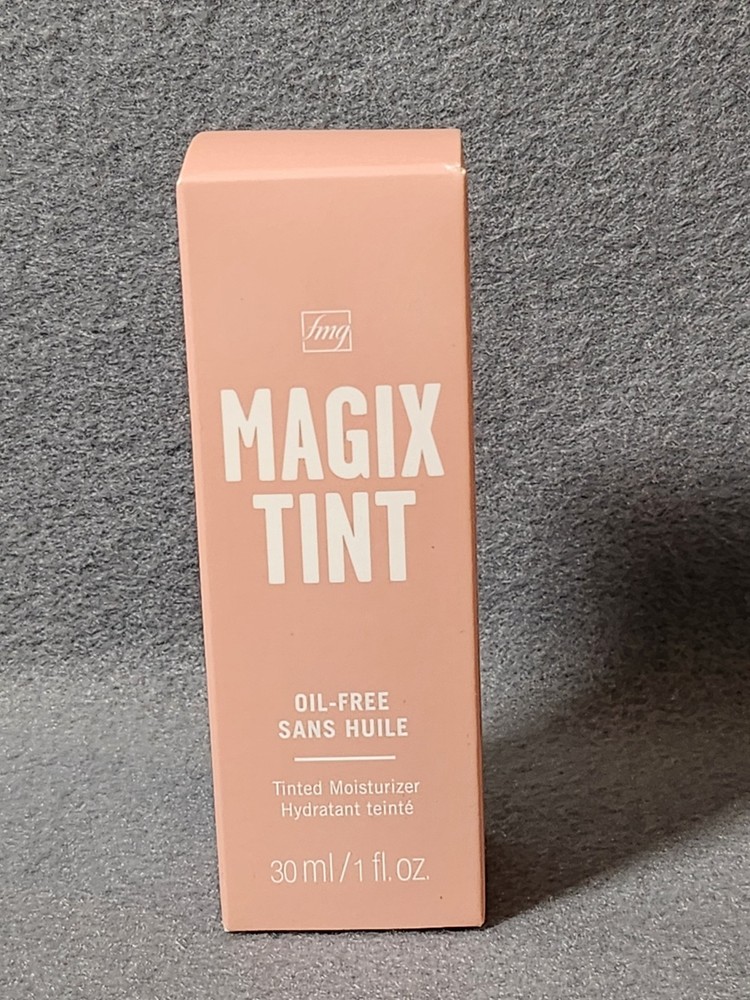 fmg
MAGIX
TINT
OIL-FREE
SANS HUILE
Tinted Moisturizer
Hydratant teinté
30 ml/1 fl. oz.